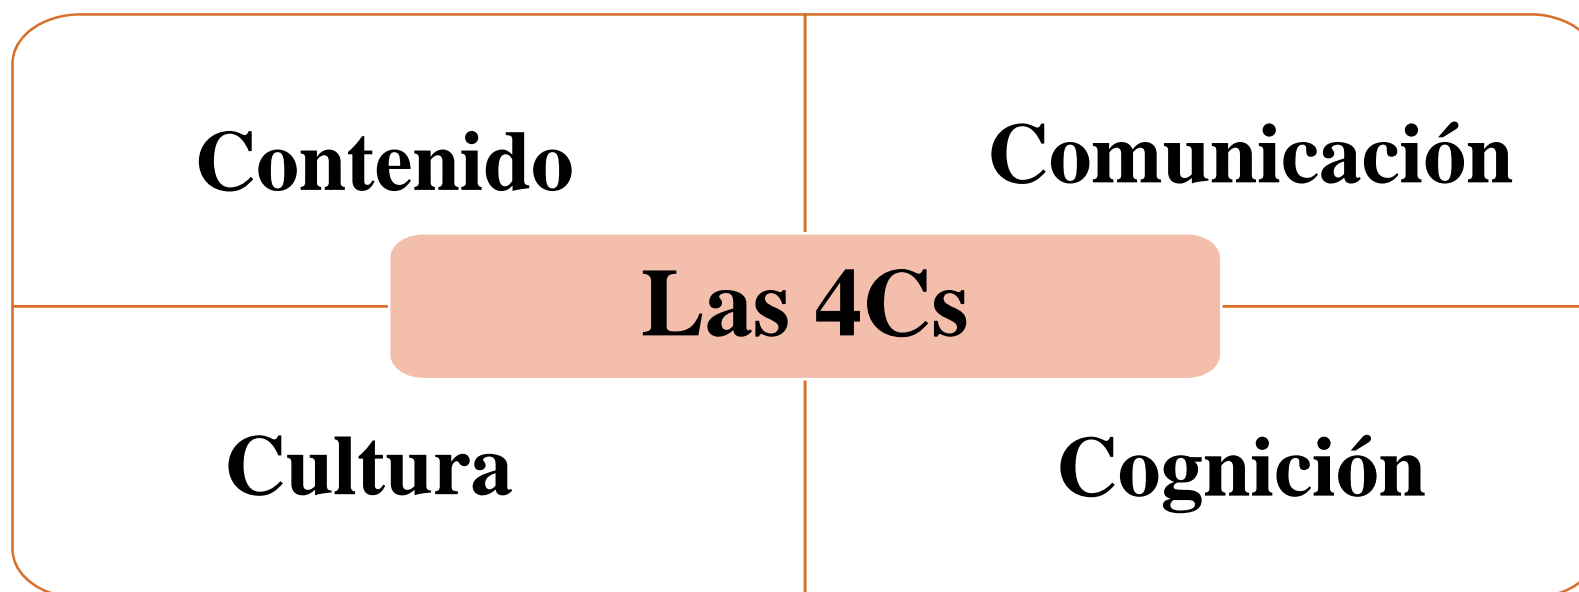 Contenido
Comunicación
Las 4Cs
Cultura
Cognición